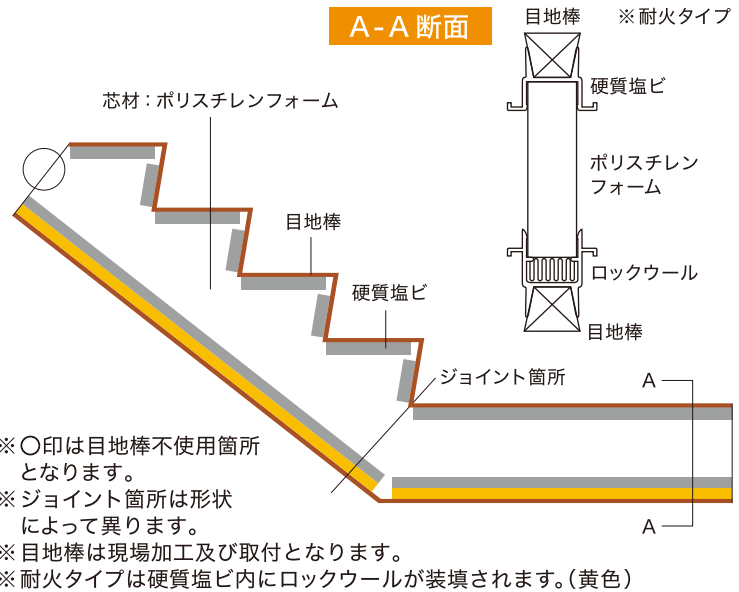 A-A 断面
目地棒
※耐火タイプ
硬質塩ビ
芯材：ポリスチレンフォーム
ポリスチレン
フォーム
目地棒
ロックウール
硬質塩ビ
目地棒
ジョイント箇所
A
※〇印は目地棒不使用箇所
となります。
※ジョイント箇所は形状
によって異ります。
A
※目地棒は現場加工及び取付となります。
※耐火タイプは硬質塩ビ内にロックウールが装填されます。（黄色）